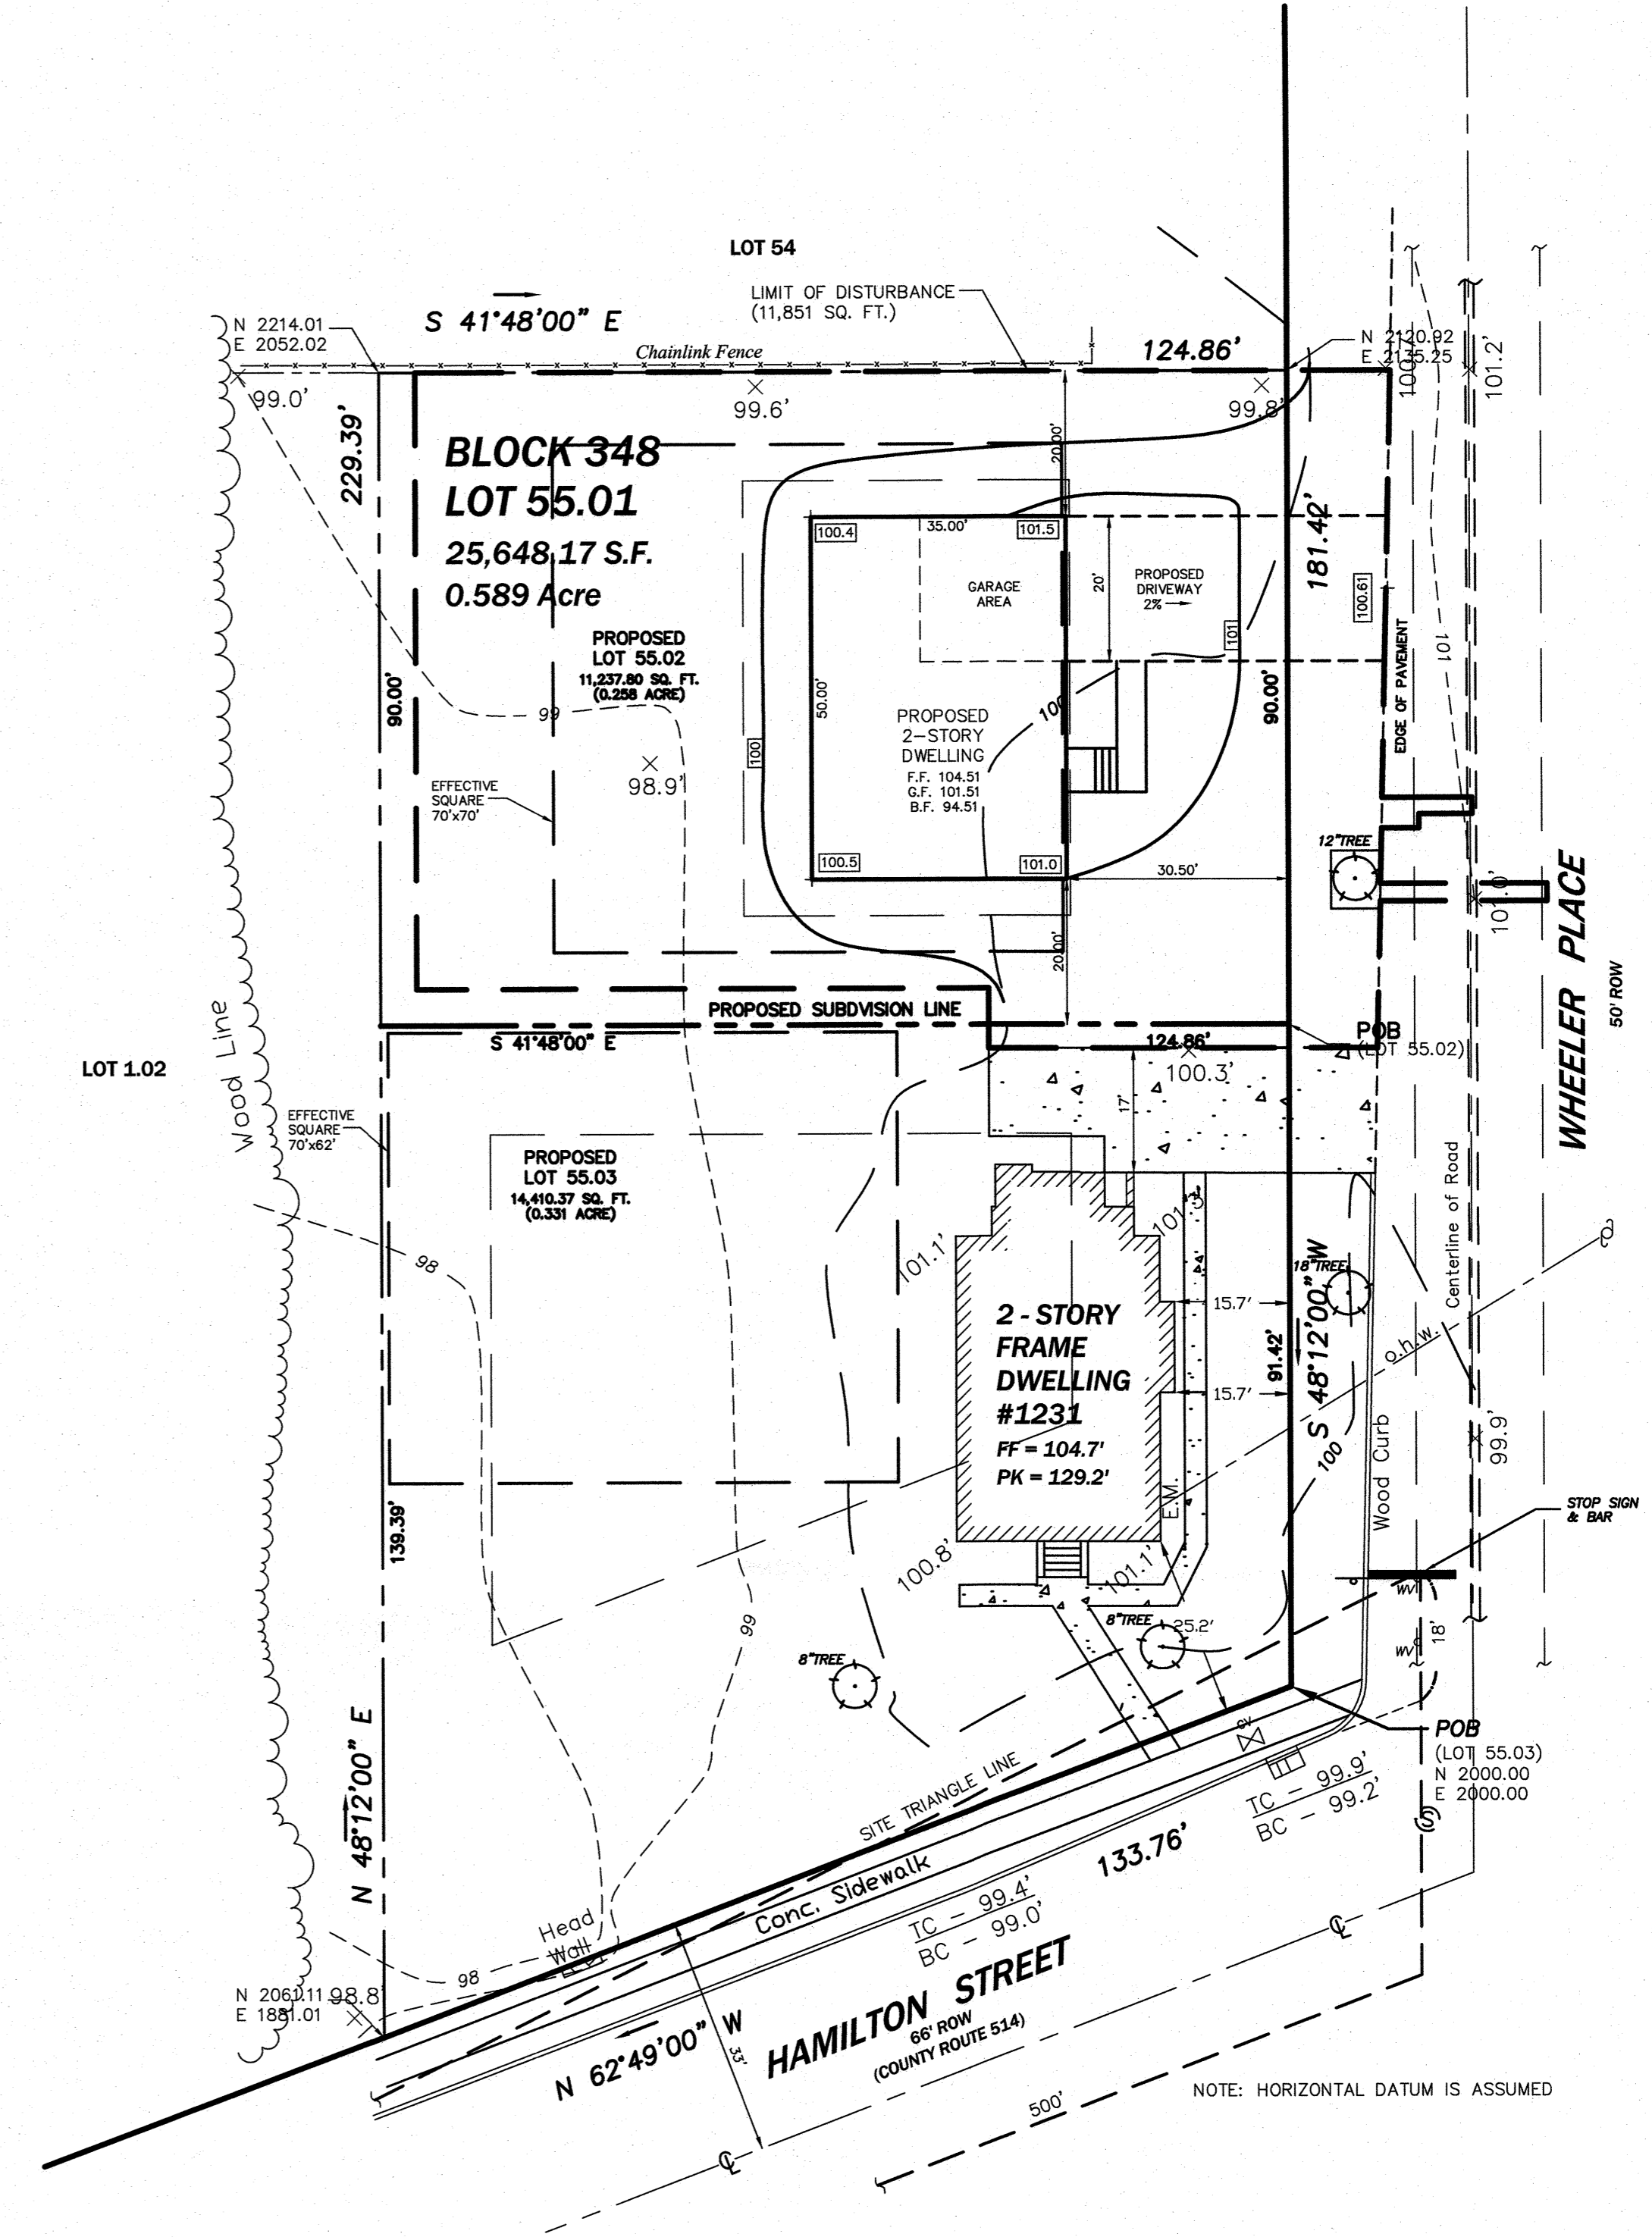 LOT 54
LIMIT OF DISTURBANCE
(11,851 SQ. FT.)
S 41°48'00" E
N 2214.01
E 2052.02
Chainlink Fence
124.86'
N 2120.92
E 2135.25
101.2'
99.0'
99.6'
99.8'
229.39'
20.00'
BLOCK 348
LOT 55.01
25,648.17 S.F.
0.589 Acre
100.4
35.00'
101.5
181.42'
GARAGE
AREA
20'
PROPOSED
DRIVEWAY
2%
100.61
101
101
EDGE OF PAVEMENT
PROPOSED
LOT 55.02
11,237.80 SQ. FT.
(0.258 ACRE)
90.00'
50.00'
90.00'
99
100
PROPOSED
2-STORY
DWELLING
F.F. 104.51
G.F. 101.51
B.F. 94.51
100
98.9'
EFFECTIVE
SQUARE
70'x70'
12"TREE
100.5
101.0
30.50'
101.0'
WHEELER PLACE
50' ROW
20.00'
Wood Line
PROPOSED SUBDVISION LINE
S 41°48'00" E
124.86'
POB
(LOT 55.02)
100.3'
LOT 1.02
17'
EFFECTIVE
SQUARE
70'x62'
PROPOSED
LOT 55.03
14,410.37 SQ. FT.
(0.331 ACRE)
Centerline of Road
98
101.1'
18"TREE
2 - STORY
FRAME
DWELLING
#1231
FF = 104.7'
PK = 129.2'
15.7'
15.7'
91.42'
S 48°12'00" W
o.h.w.
100
Wood Curb
99.9'
E.M.
STOP SIGN
& BAR
139.39'
100.8'
101.1'
WV
WV
18'
99
8"TREE
8"TREE
25.2'
N 48°12'00" E
POB
(LOT 55.03)
N 2000.00
E 2000.00
GV
SITE TRIANGLE LINE
TC - 99.9'
BC - 99.2'
133.76'
Conc. Sidewalk
TC - 99.4'
BC - 99.0'
Head
Wall
98
N 2061.11
E 1881.01
98.8'
HAMILTON STREET
66' ROW
(COUNTY ROUTE 514)
N 62°49'00" W
33'
500'
NOTE: HORIZONTAL DATUM IS ASSUMED